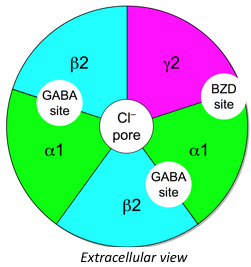 β2
γ2
GABA
site
BZD
site
Cl⁻
pore
α1
α1
GABA
site
β2
Extracellular view